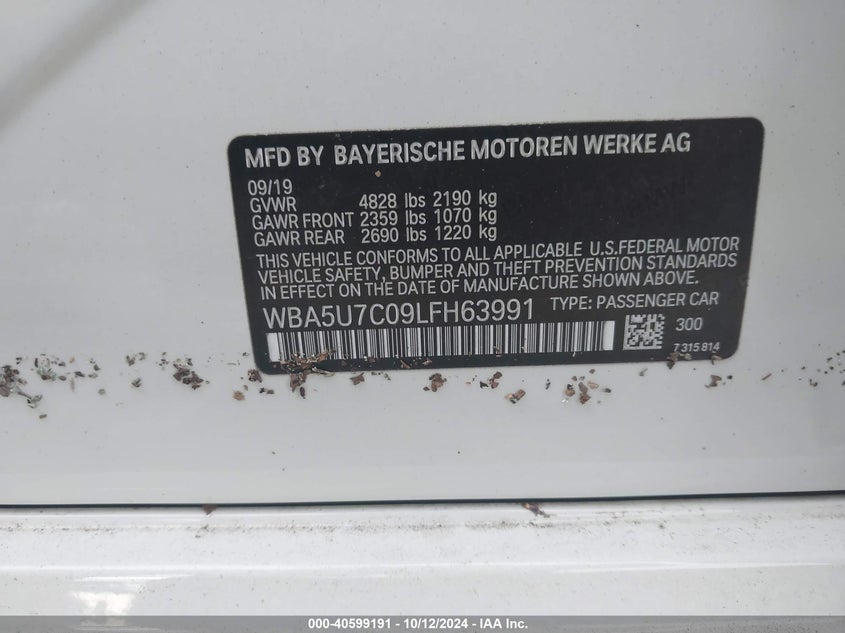 MFD BY BAYERISCHE MOTOREN WERKE AG
09/19
GVWR 4828 lbs 2190 kg
GAWR FRONT 2359 lbs 1070 kg
GAWR REAR 2690 lbs 1220 kg
THIS VEHICLE CONFORMS TO ALL APPLICABLE U.S.FEDERAL MOTOR
VEHICLE SAFETY, BUMPER AND THEFT PREVENTION STANDARDS
IN EFFECT ON THE DATE OF MANUFACTURE SHOWN ABOVE.
WBA5U7C09LFH63991 TYPE: PASSENGER CAR
300
7 315 814
000-40599191 - 10/12/2024 - IAA Inc.